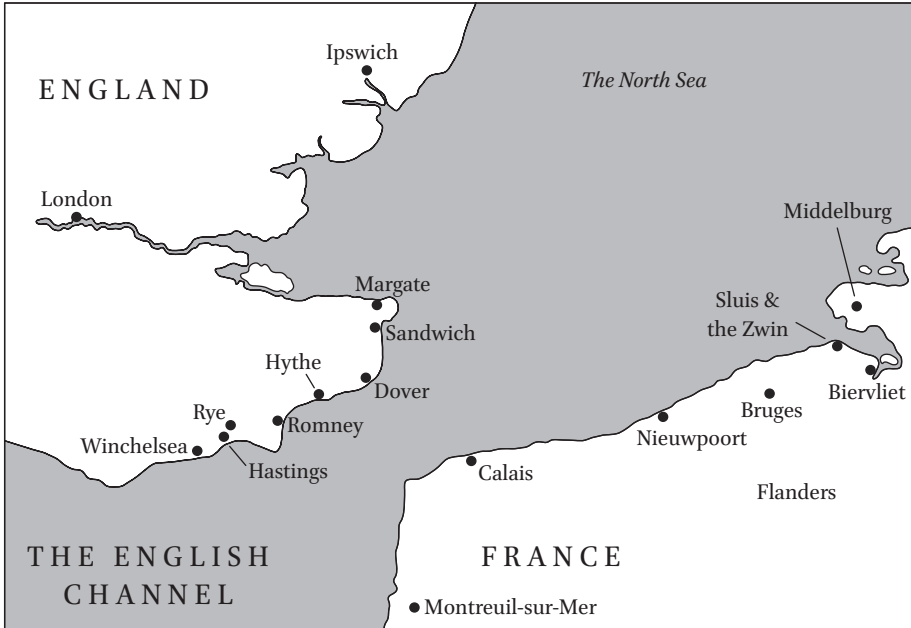 Ipswich
ENGLAND
The North Sea
London
Middelburg
Margate
Sluis &
the Zwin
Sandwich
Hythe
Dover
Biervliet
Rye
Romney
Bruges
Nieuwpoort
Winchelsea
Hastings
Calais
Flanders
THE ENGLISH
CHANNEL
FRANCE
Montreuil-sur-Mer